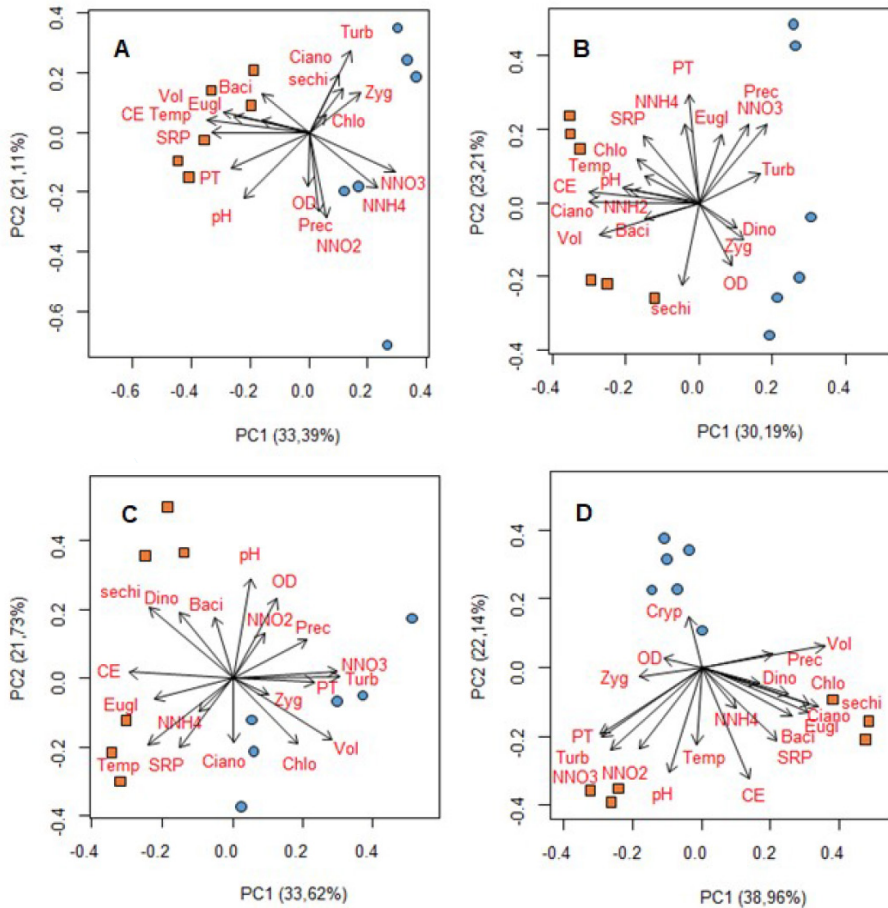 A
Turb
Ciano
sechi
Baci
Zyg
Vol
Eugl
CE Temp
Chlo
SRP
PT
NNO3
pH
OD
NNH4
Prec
NNO2
PC2 (21,11%)
0.4
0.2
0.0
-0.2
-0.4
-0.6
-0.6
-0.4
-0.2
0.0
0.2
0.4
PC1 (33,39%)
B
PT
Prec
NNH4
NNO3
SRP
Eugl
Chlo
Temp
Turb
pH
CE
Ciano
NNH2
Dino
Vol
Baci
Zyg
OD
sechi
PC2 (23,21%)
0.4
0.2
0.0
-0.2
-0.4
-0.4
-0.2
0.0
0.2
0.4
PC1 (30,19%)
C
pH
OD
sechi
Dino
Baci
NNO2
Prec
CE
NNO3
Turb
PT
Eugl
Zyg
NNH4
Vol
Temp
SRP
Ciano
Chlo
PC2 (21,73%)
0.4
0.2
0.0
-0.2
-0.4
-0.4
-0.2
0.0
0.2
0.4
PC1 (33,62%)
D
Cryp
Vol
OD
Prec
Zyg
Dino
Chlo
sechi
NNH4
Ciano
Eugl
PT
Baci
Turb
Temp
SRP
NNO3
NNO2
pH
CE
PC2 (22,14%)
0.4
0.2
0.0
-0.2
-0.4
-0.4
-0.2
0.0
0.2
0.4
PC1 (38,96%)